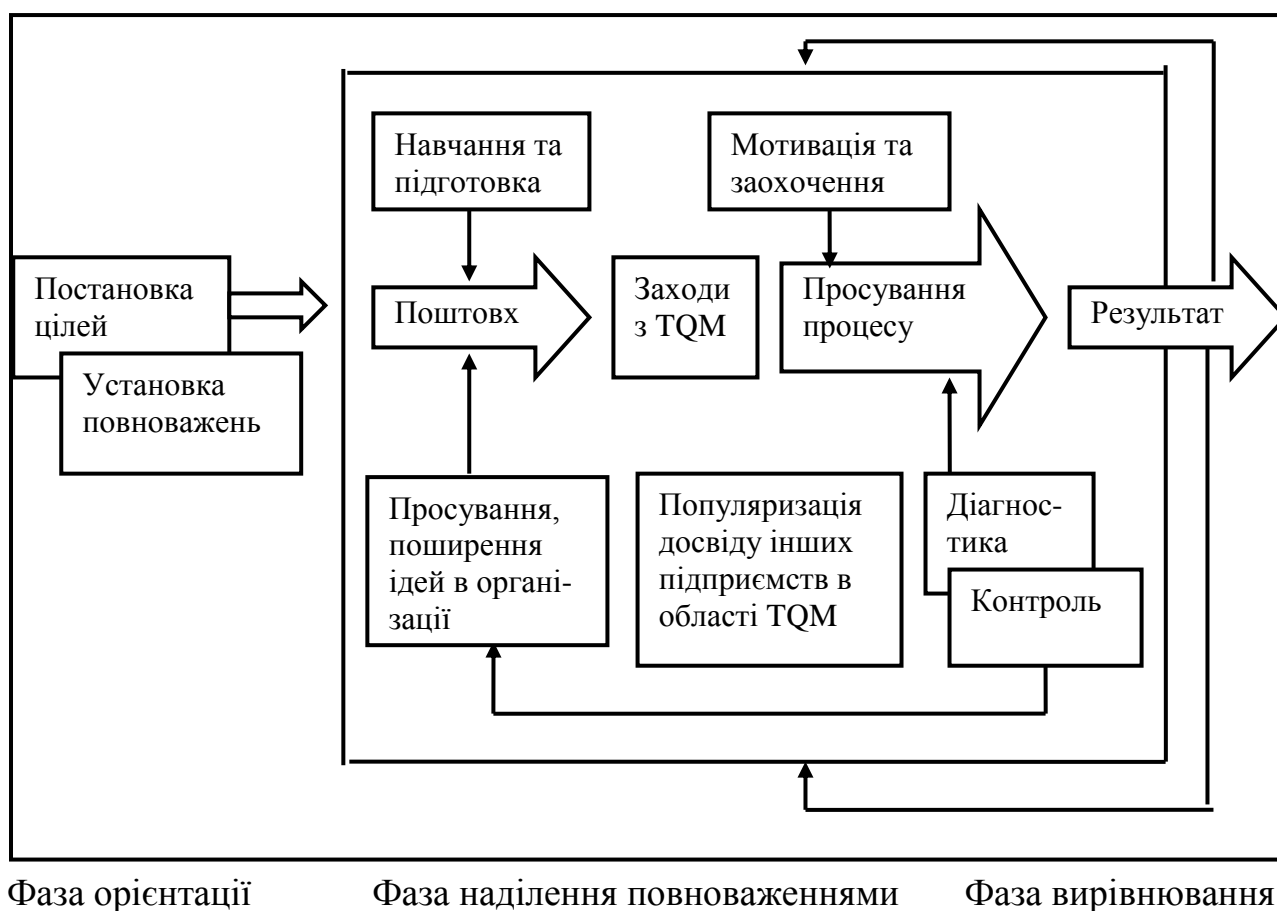 Навчання та
підготовка
Мотивація та
заохочення
Постановка
цілей
Установка
повноважень
Поштовх
Заходи
з TQM
Просування
процесу
Результат
Просування,
поширення
ідей в органі-
зації
Популяризація
досвіду інших
підприємств в
області TQM
Діагнос-
тика
Контроль
Фаза орієнтації
Фаза наділення повноваженнями
Фаза вирівнювання